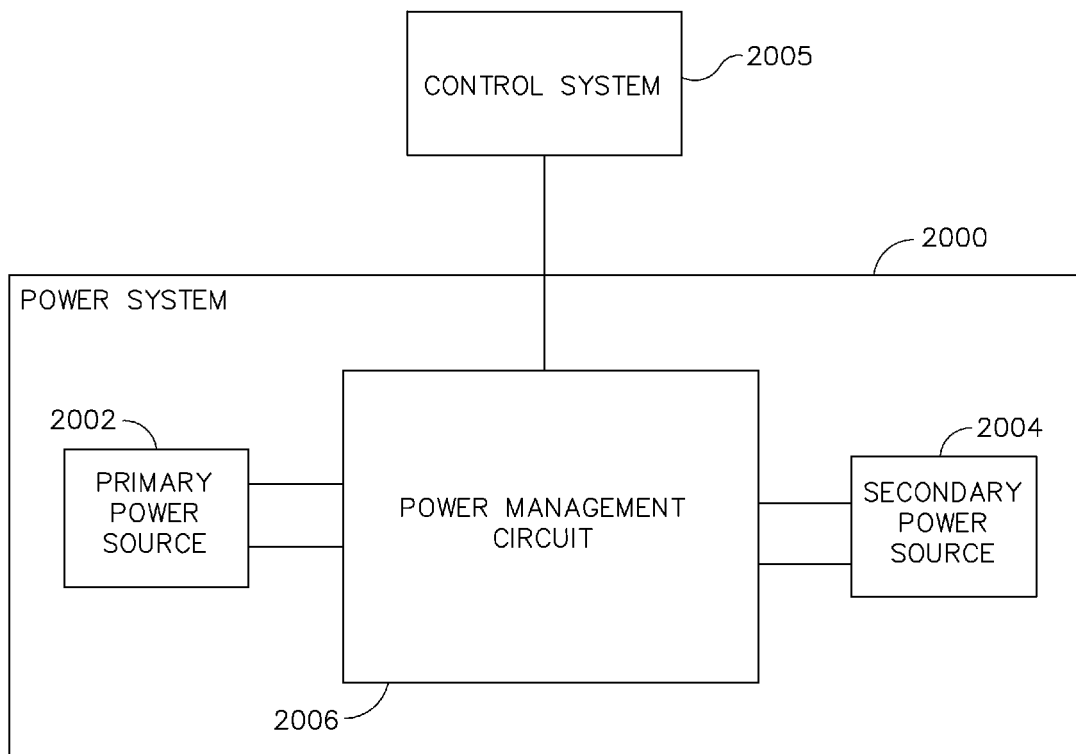 CONTROL SYSTEM
2005
2000
POWER SYSTEM
2002
PRIMARY
POWER
SOURCE
POWER MANAGEMENT
CIRCUIT
2004
SECONDARY
POWER
SOURCE
2006